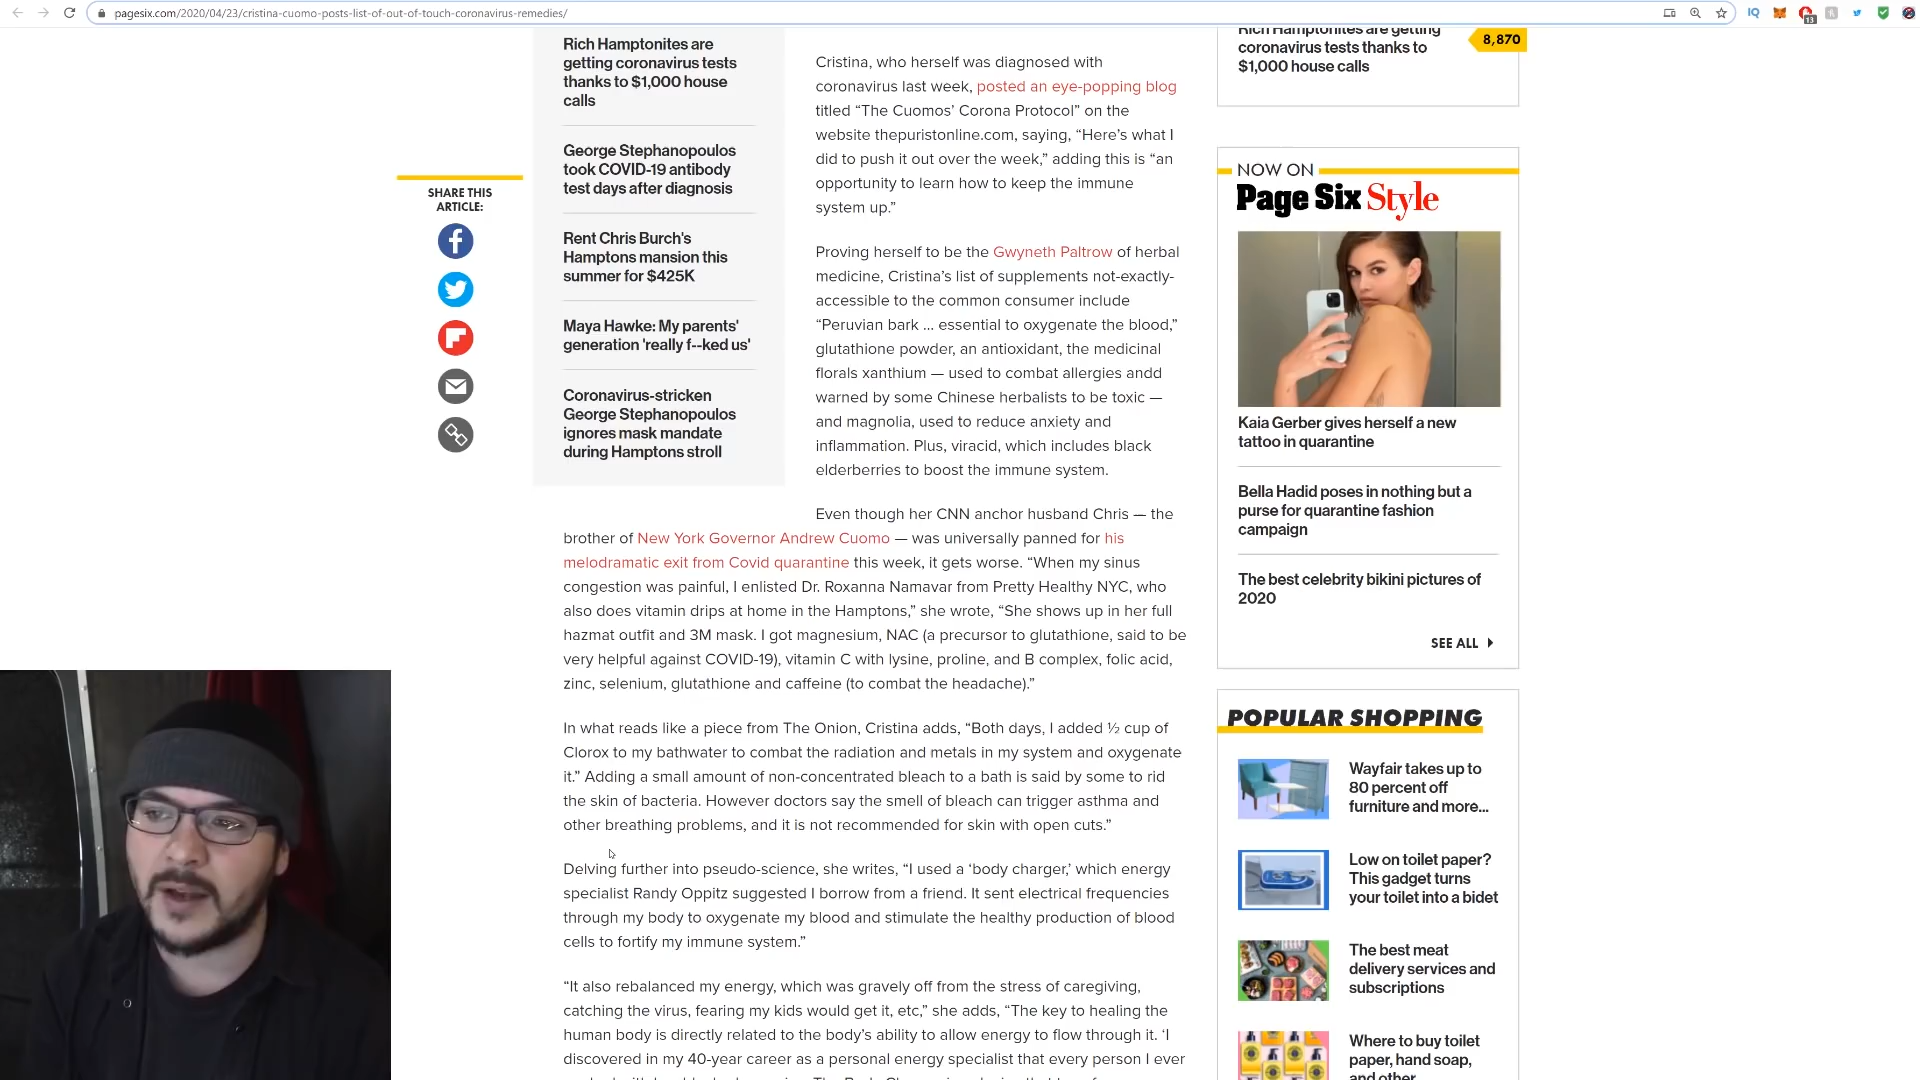 pagesix.com/2020/04/23/cristina-cuomo-posts-list-of-out-of-touch-coronavirus-remedies/
IQ
13
SHARE THIS
ARTICLE:
Rich Hamptonites are
getting coronavirus tests
thanks to $1,000 house
calls
George Stephanopoulos
took COVID-19 antibody
test days after diagnosis
Rent Chris Burch's
Hamptons mansion this
summer for $425K
Maya Hawke: My parents'
generation 'really f--ked us'
Coronavirus-stricken
George Stephanopoulos
ignores mask mandate
during Hamptons stroll
Cristina, who herself was diagnosed with
coronavirus last week, posted an eye-popping blog
titled “The Cuomos’ Corona Protocol” on the
website thepuristonline.com, saying, “Here’s what I
did to push it out over the week,” adding this is “an
opportunity to learn how to keep the immune
system up.”
Proving herself to be the Gwyneth Paltrow of herbal
medicine, Cristina’s list of supplements not-exactly-
accessible to the common consumer include
“Peruvian bark … essential to oxygenate the blood,”
glutathione powder, an antioxidant, the medicinal
florals xanthium — used to combat allergies andd
warned by some Chinese herbalists to be toxic —
and magnolia, used to reduce anxiety and
inflammation. Plus, viracid, which includes black
elderberries to boost the immune system.
Even though her CNN anchor husband Chris — the
brother of New York Governor Andrew Cuomo — was universally panned for his
melodramatic exit from Covid quarantine this week, it gets worse. “When my sinus
congestion was painful, I enlisted Dr. Roxanna Namavar from Pretty Healthy NYC, who
also does vitamin drips at home in the Hamptons,” she wrote, “She shows up in her full
hazmat outfit and 3M mask. I got magnesium, NAC (a precursor to glutathione, said to be
very helpful against COVID-19), vitamin C with lysine, proline, and B complex, folic acid,
zinc, selenium, glutathione and caffeine (to combat the headache).”
In what reads like a piece from The Onion, Cristina adds, “Both days, I added ½ cup of
Clorox to my bathwater to combat the radiation and metals in my system and oxygenate
it.” Adding a small amount of non-concentrated bleach to a bath is said by some to rid
the skin of bacteria. However doctors say the smell of bleach can trigger asthma and
other breathing problems, and it is not recommended for skin with open cuts.”
Delving further into pseudo-science, she writes, “I used a ‘body charger,’ which energy
specialist Randy Oppitz suggested I borrow from a friend. It sent electrical frequencies
through my body to oxygenate my blood and stimulate the healthy production of blood
cells to fortify my immune system.”
“It also rebalanced my energy, which was gravely off from the stress of caregiving,
catching the virus, fearing my kids would get it, etc,” she adds, “The key to healing the
human body is directly related to the body’s ability to allow energy to flow through it. ‘I
discovered in my 40-year career as a personal energy specialist that every person I ever
Rich Hamptonites are getting
coronavirus tests thanks to
$1,000 house calls
8,870
NOW ON
Page Six Style
Kaia Gerber gives herself a new
tattoo in quarantine
Bella Hadid poses in nothing but a
purse for quarantine fashion
campaign
The best celebrity bikini pictures of
2020
SEE ALL
POPULAR SHOPPING
Wayfair takes up to
80 percent off
furniture and more...
Low on toilet paper?
This gadget turns
your toilet into a bidet
The best meat
delivery services and
subscriptions
Where to buy toilet
paper, hand soap,
and other